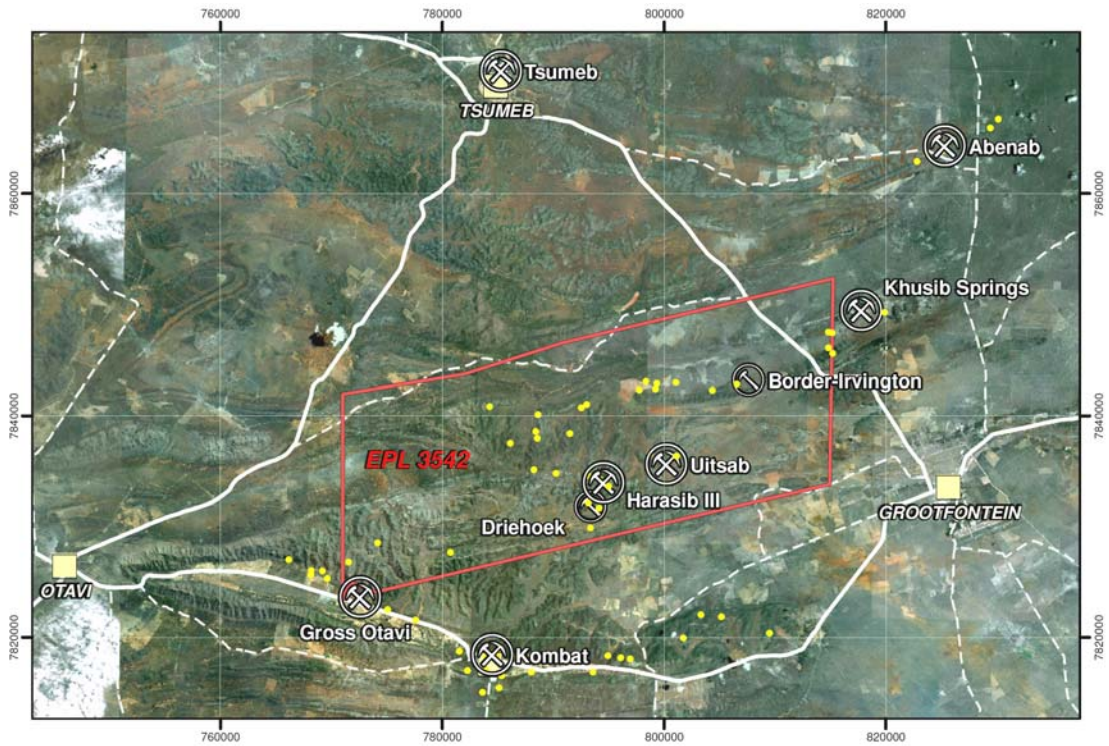 760000
780000
800000
820000
Tsumeb
TSUMEB
Abenab
7860000
7860000
Khusib Springs
Border-Irvington
7840000
7840000
EPL 3542
Uitsab
Harasib III
GROOTFONTEIN
Driehoek
OTAVI
Gross Otavi
7820000
7820000
Kombat
760000
780000
800000
820000